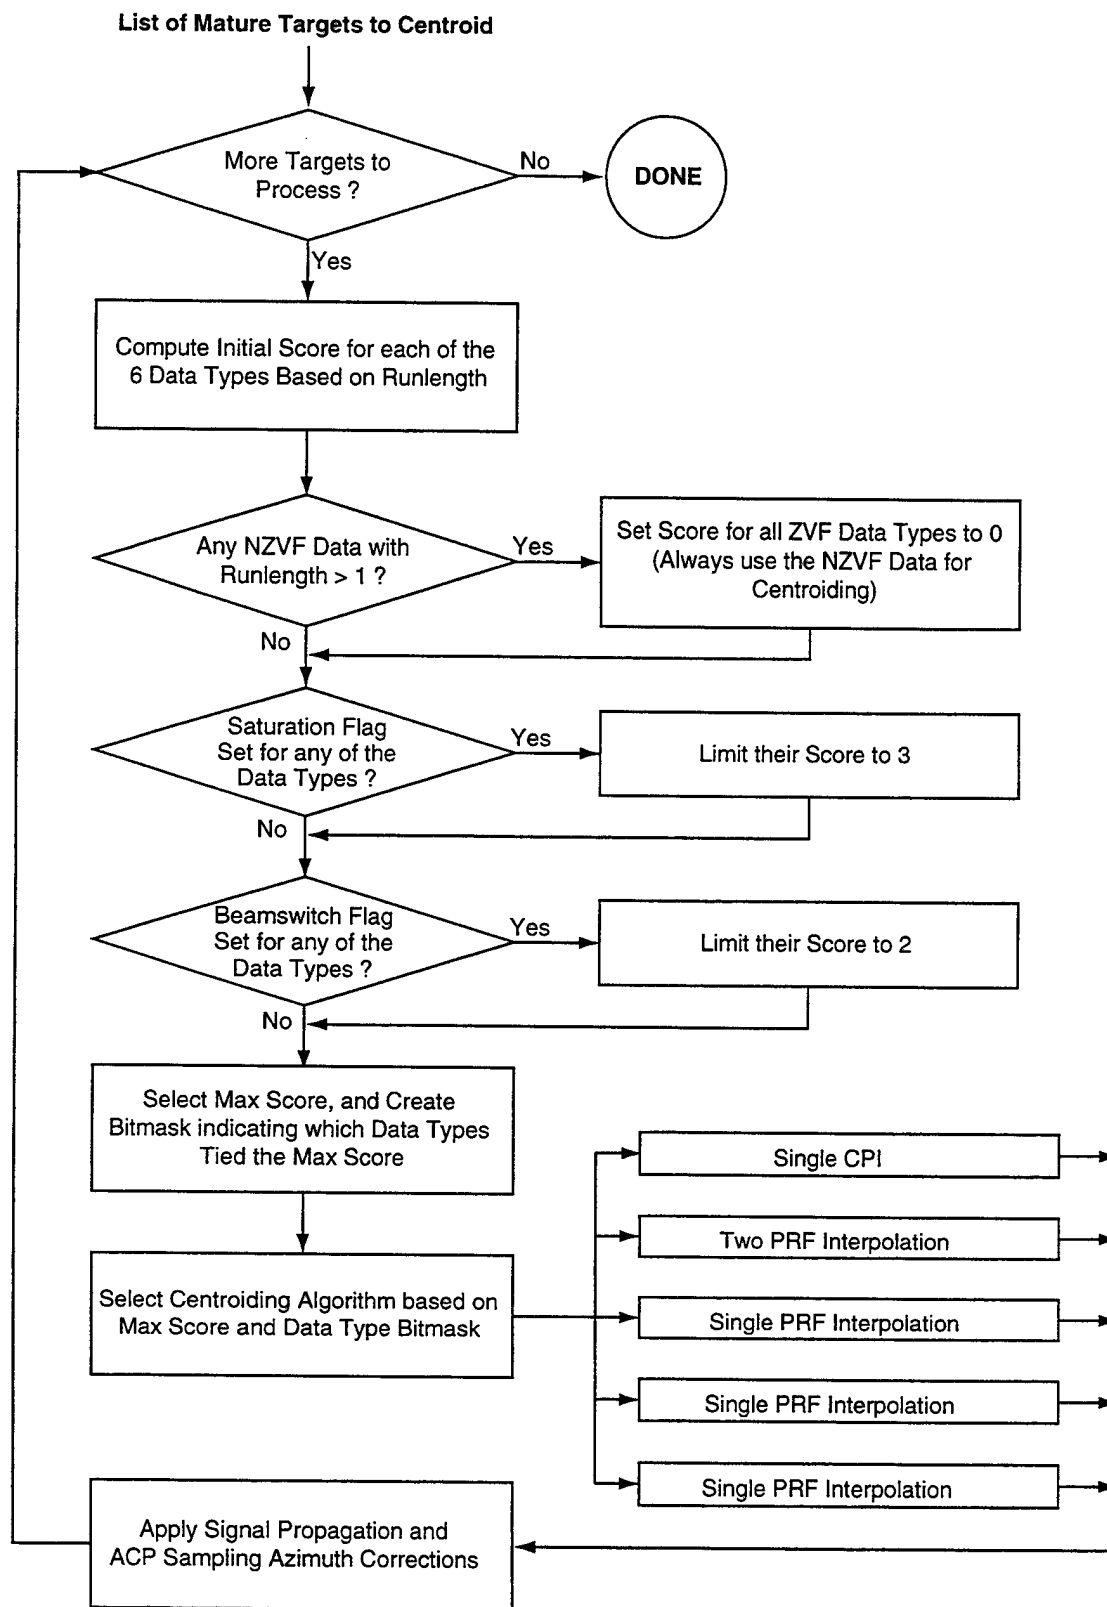 List of Mature Targets to Centroid
More Targets to
Process ?
No
DONE
Yes
Compute Initial Score for each of the
6 Data Types Based on Runlength
Any NZVF Data with
Runlength > 1 ?
Yes
Set Score for all ZVF Data Types to 0
(Always use the NZVF Data for
Centroiding)
No
Saturation Flag
Set for any of the
Data Types ?
Yes
Limit their Score to 3
No
Beamswitch Flag
Set for any of the
Data Types ?
Yes
Limit their Score to 2
No
Select Max Score, and Create
Bitmask indicating which Data Types
Tied the Max Score
Select Centroiding Algorithm based on
Max Score and Data Type Bitmask
Single CPI
Two PRF Interpolation
Single PRF Interpolation
Single PRF Interpolation
Single PRF Interpolation
Apply Signal Propagation and
ACP Sampling Azimuth Corrections